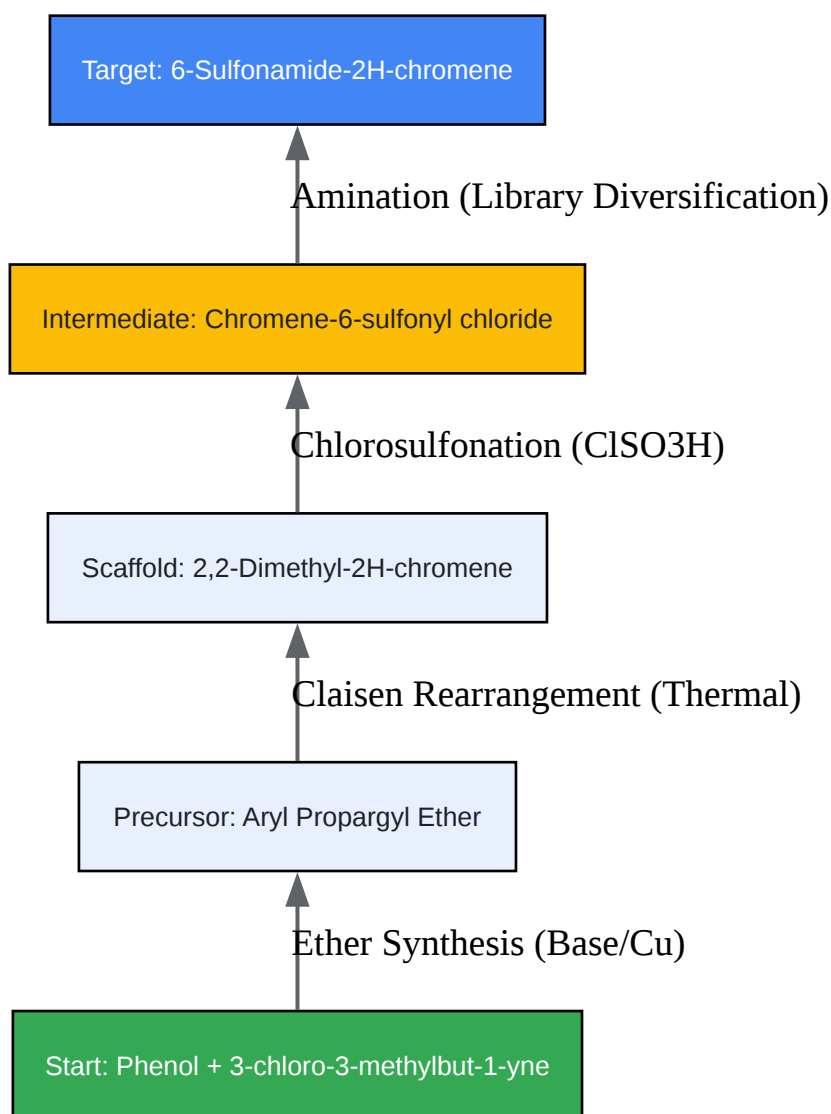 Target: 6-Sulfonamide-2H-chromene
Amination (Library Diversification)
Intermediate: Chromene-6-sulfonyl chloride
Chlorosulfonation (ClSO3H)
Scaffold: 2,2-Dimethyl-2H-chromene
Claisen Rearrangement (Thermal)
Precursor: Aryl Propargyl Ether
Ether Synthesis (Base/Cu)
Start: Phenol + 3-chloro-3-methylbut-1-yne